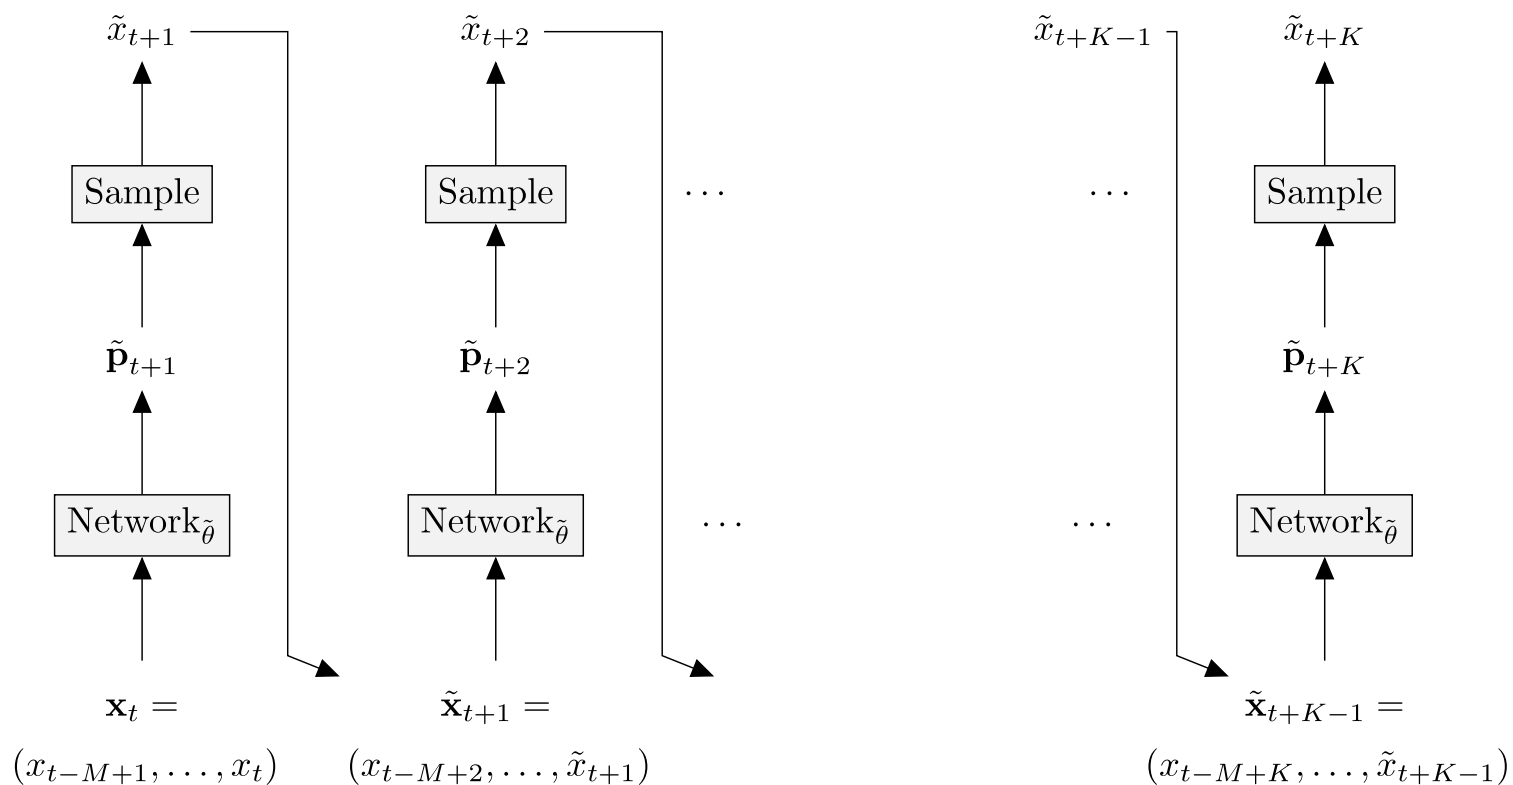 x̃_{t+1} x̃_{t+2} x̃_{t+K−1} x̃_{t+K}
Sample Sample ··· ··· Sample
p̃_{t+1} p̃_{t+2} p̃_{t+K}
Network_θ̃ Network_θ̃ ··· ··· Network_θ̃
x_t = x̃_{t+1} = x̃_{t+K−1} =
(x_{t−M+1}, …, x_t) (x_{t−M+2}, …, x̃_{t+1}) (x_{t−M+K}, …, x̃_{t+K−1})